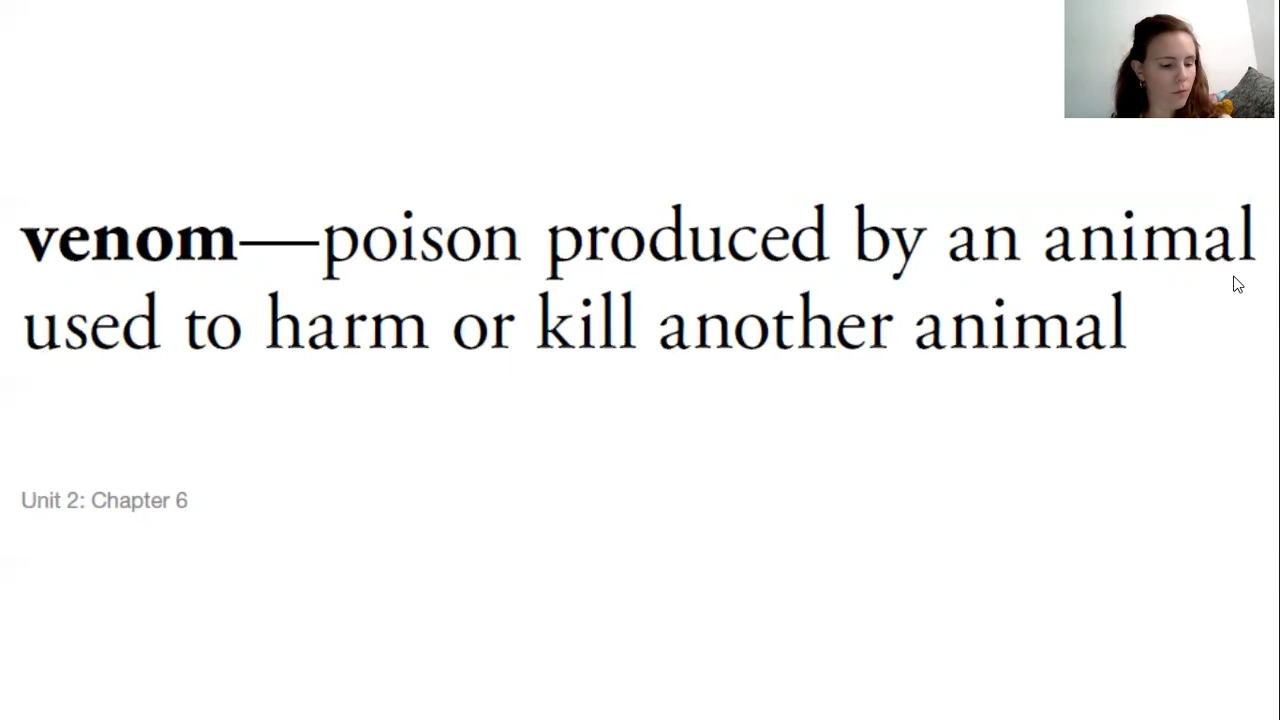 venom—poison produced by an animal
used to harm or kill another animal
Unit 2: Chapter 6